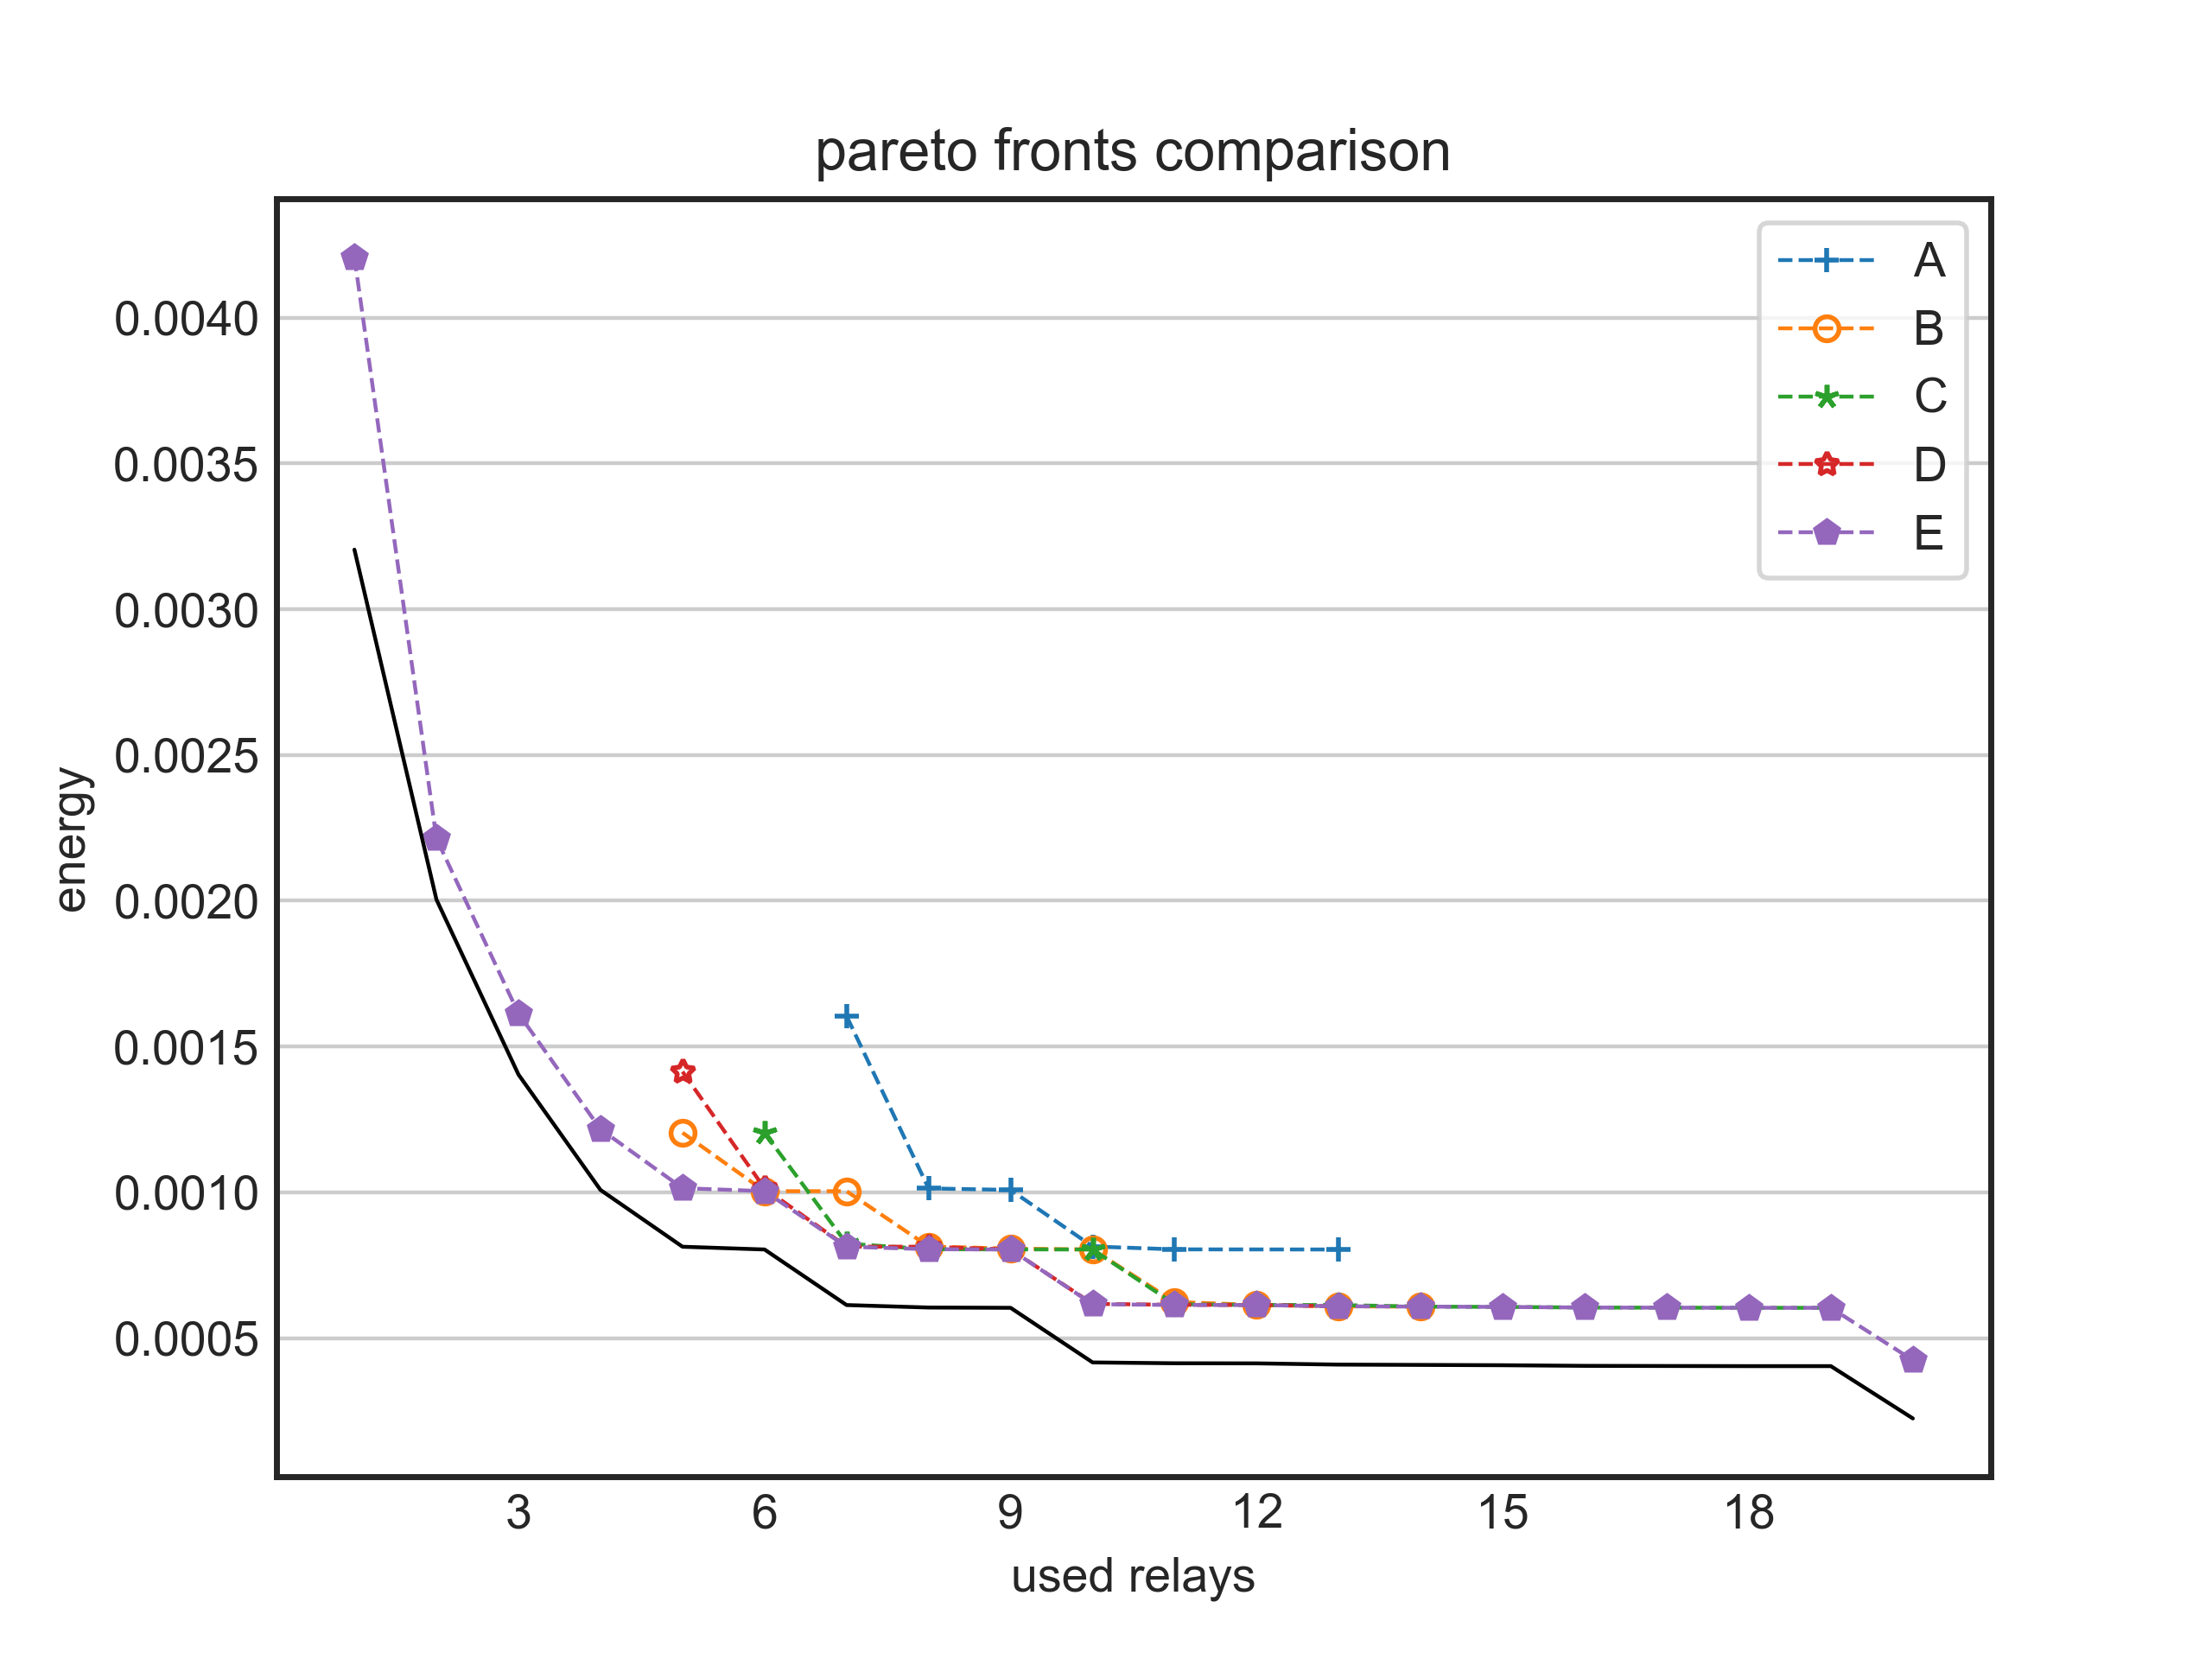 pareto fronts comparison
A
B
C
D
E
0.0040
0.0035
0.0030
0.0025
0.0020
0.0015
0.0010
0.0005
energy
3 6 9 12 15 18
used relays